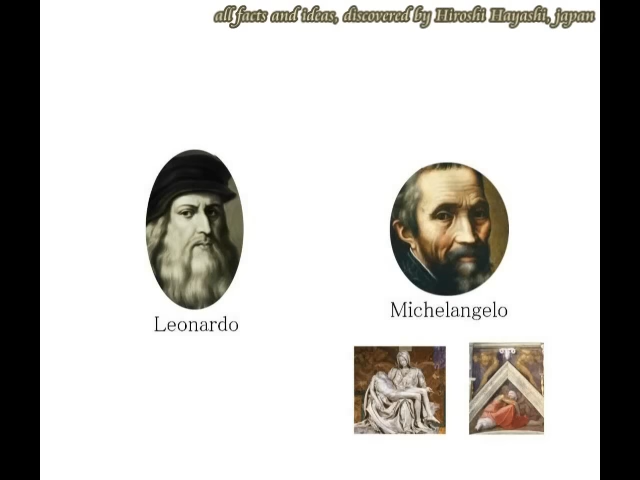 all facts and ideas, discovered by Hiroshi Hayashi, japan
Leonardo
Michelangelo